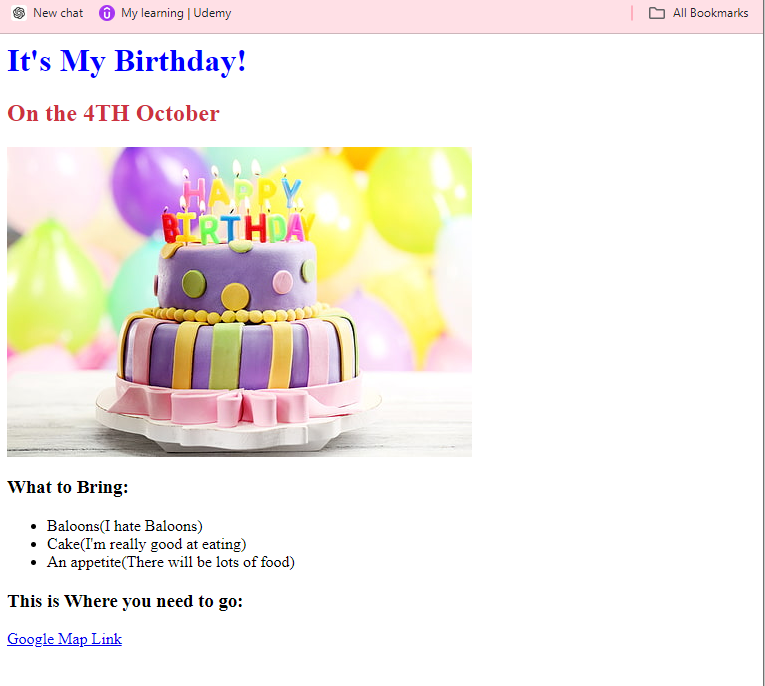 New chat My learning | Udemy All Bookmarks
It's My Birthday!
On the 4TH October
HAPPY
BIRTHDAY
What to Bring:
Baloons(I hate Baloons)
Cake(I'm really good at eating)
An appetite(There will be lots of food)
This is Where you need to go:
Google Map Link